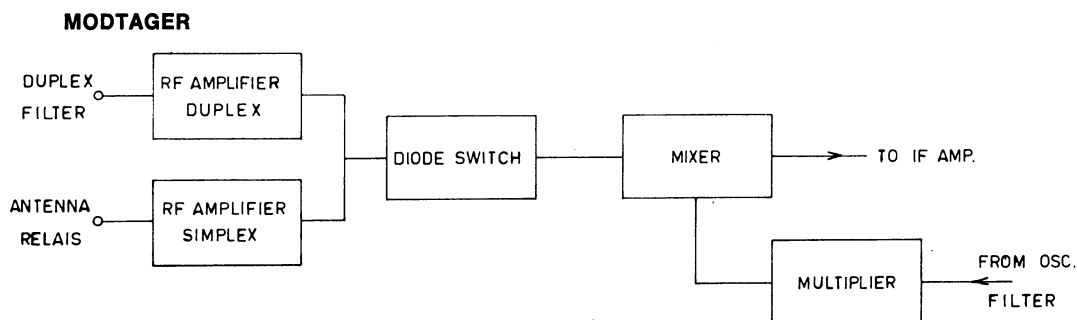 MODTAGER
DUPLEX
FILTER
RF AMPLIFIER
DUPLEX
ANTENNA
RELAIS
RF AMPLIFIER
SIMPLEX
DIODE SWITCH
MIXER
TO IF AMP.
MULTIPLIER
FROM OSC.
FILTER